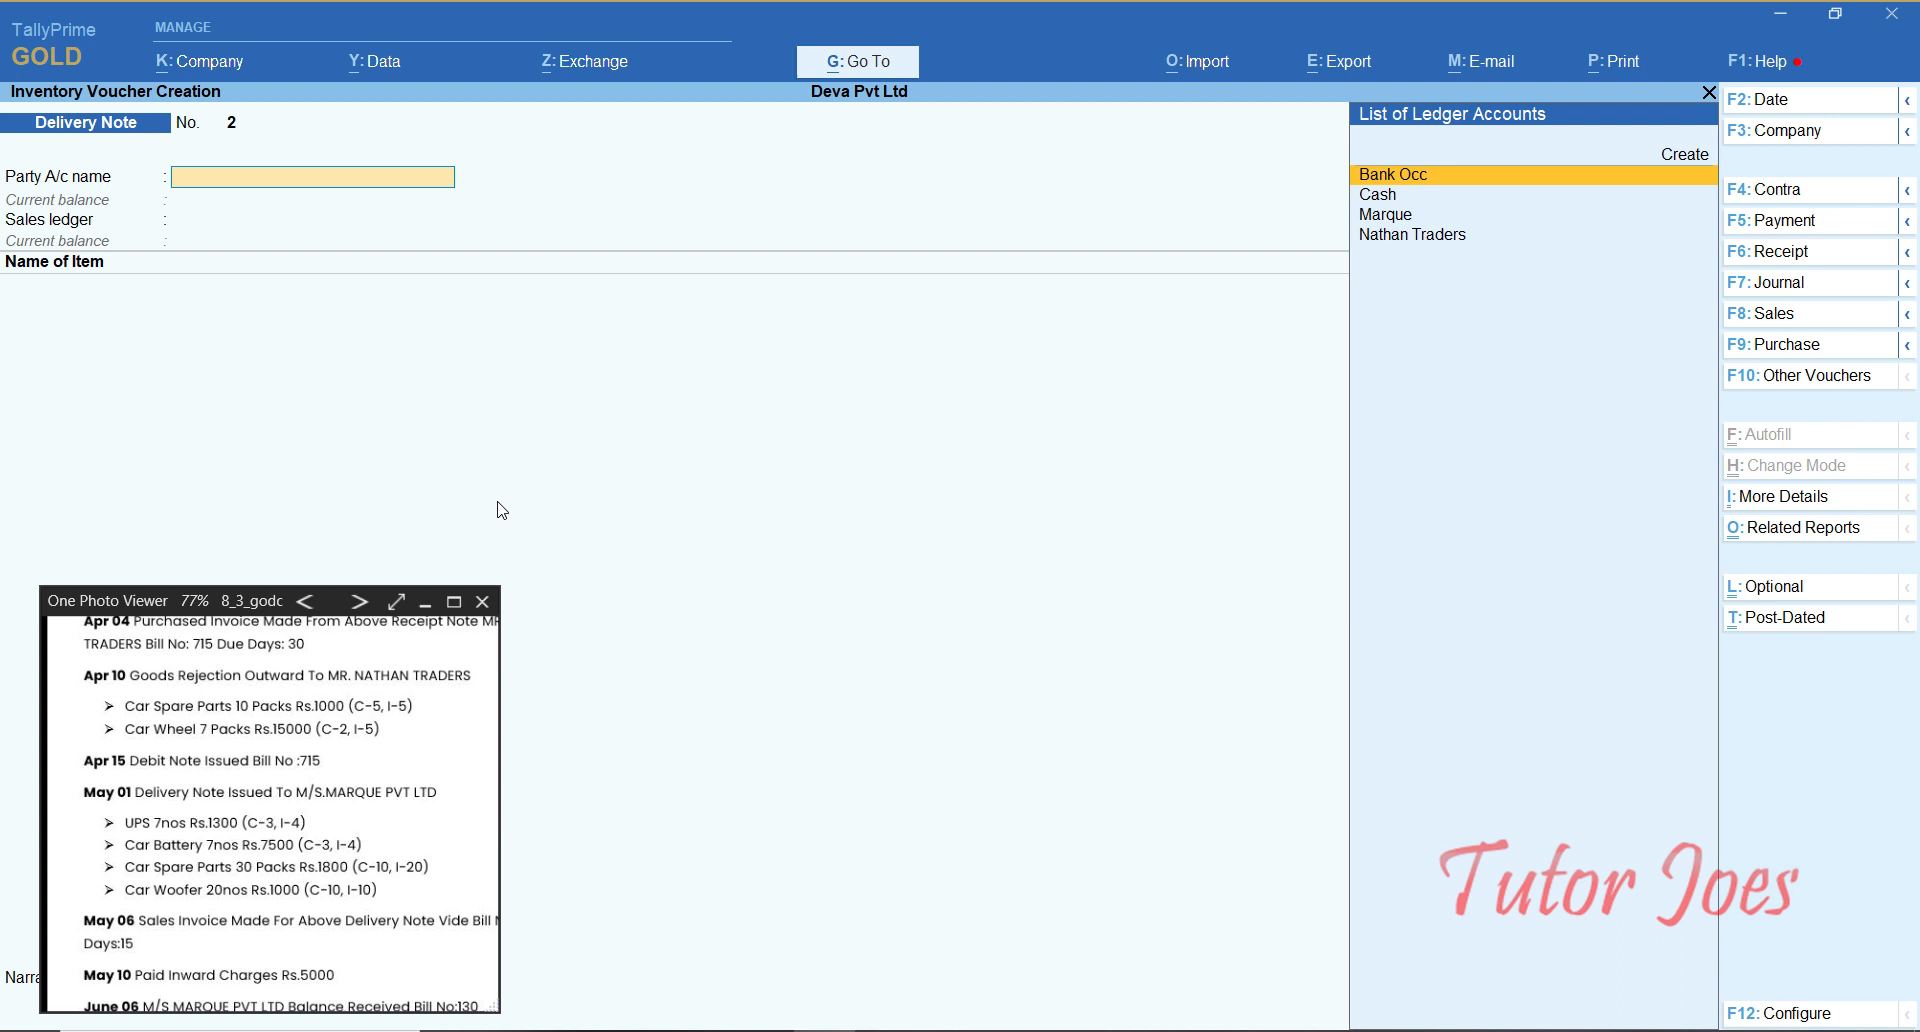 TallyPrime
GOLD
MANAGE
K: Company
Y: Data
Z: Exchange
G: Go To
O: Import
E: Export
M: E-mail
P: Print
F1: Help
Inventory Voucher Creation
Deva Pvt Ltd
Delivery Note No. 2
Party A/c name :
Current balance :
Sales ledger :
Current balance :
Name of Item
List of Ledger Accounts
Create
Bank Occ
Cash
Marque
Nathan Traders
F2: Date
F3: Company
F4: Contra
F5: Payment
F6: Receipt
F7: Journal
F8: Sales
F9: Purchase
F10: Other Vouchers
F: Autofill
H: Change Mode
I: More Details
O: Related Reports
L: Optional
T: Post-Dated
F12: Configure
One Photo Viewer 77% 8_3_godc
Apr 04 Purchased Invoice Made From Above Receipt Note
TRADERS Bill No: 715 Due Days: 30
Apr 10 Goods Rejection Outward To MR. NATHAN TRADERS
➤ Car Spare Parts 10 Packs Rs.1000 (C-5, I-5)
➤ Car Wheel 7 Packs Rs.15000 (C-2, I-5)
Apr 15 Debit Note Issued Bill No :715
May 01 Delivery Note Issued To M/S.MARQUE PVT LTD
➤ UPS 7nos Rs.1300 (C-3, I-4)
➤ Car Battery 7nos Rs.7500 (C-3, I-4)
➤ Car Spare Parts 30 Packs Rs.1800 (C-10, I-20)
➤ Car Woofer 20nos Rs.1000 (C-10, I-10)
May 06 Sales Invoice Made For Above Delivery Note Vide Bill
Days:15
May 10 Paid Inward Charges Rs.5000
June 06 M/S MARQUE PVT LTD Balance Received Bill No:130
Narra
Tutor Joes